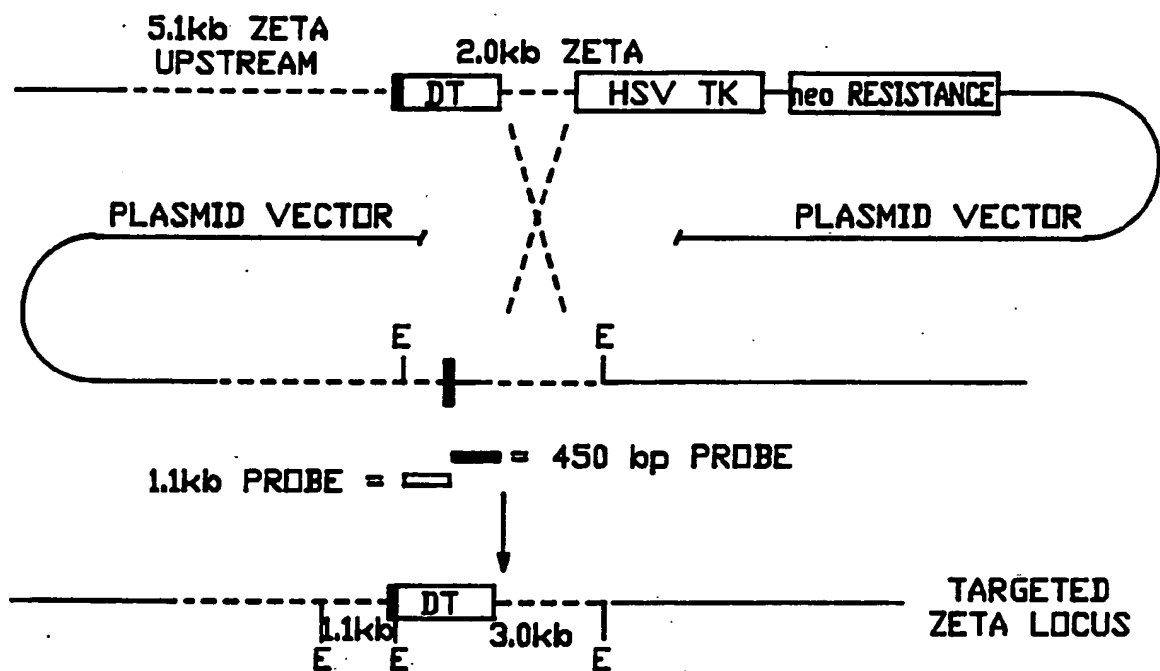 5.1kb ZETA
UPSTREAM
2.0kb ZETA
DT
HSV TK
neo RESISTANCE
PLASMID VECTOR
PLASMID VECTOR
E
E
= 450 bp PROBE
1.1kb PROBE =
DT
TARGETED
ZETA LOCUS
1.1kb
3.0kb
E
E
E